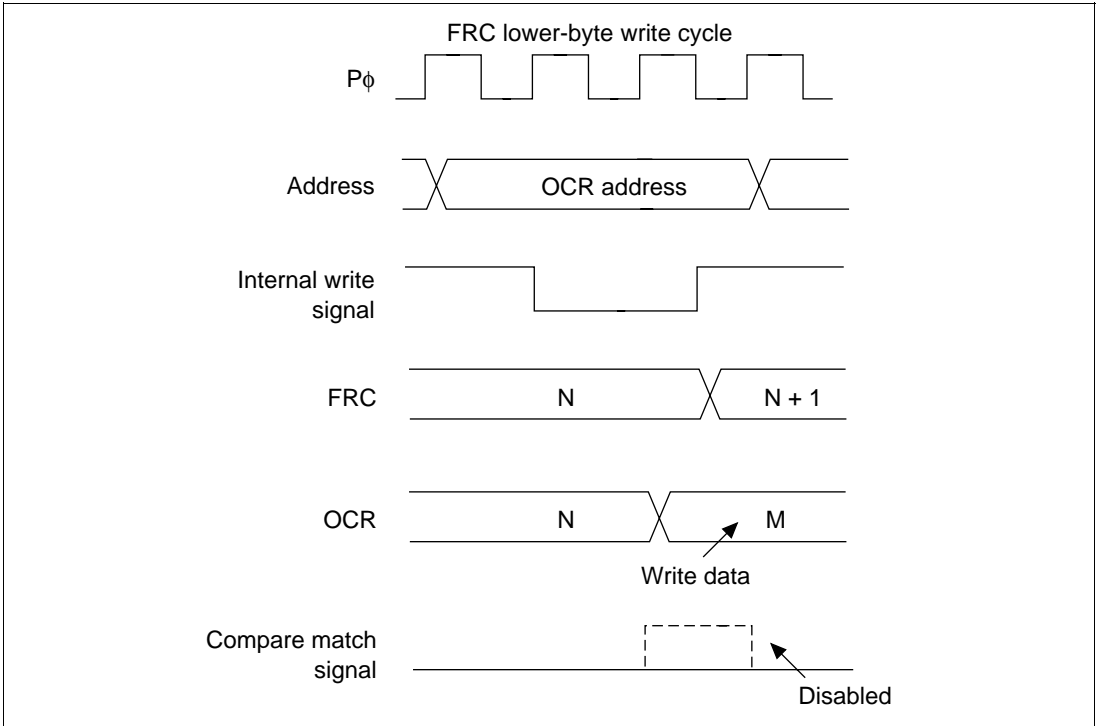 FRC lower-byte write cycle
Pϕ
Address
OCR address
Internal write
signal
FRC
N
N + 1
OCR
N
M
Write data
Compare match
signal
Disabled